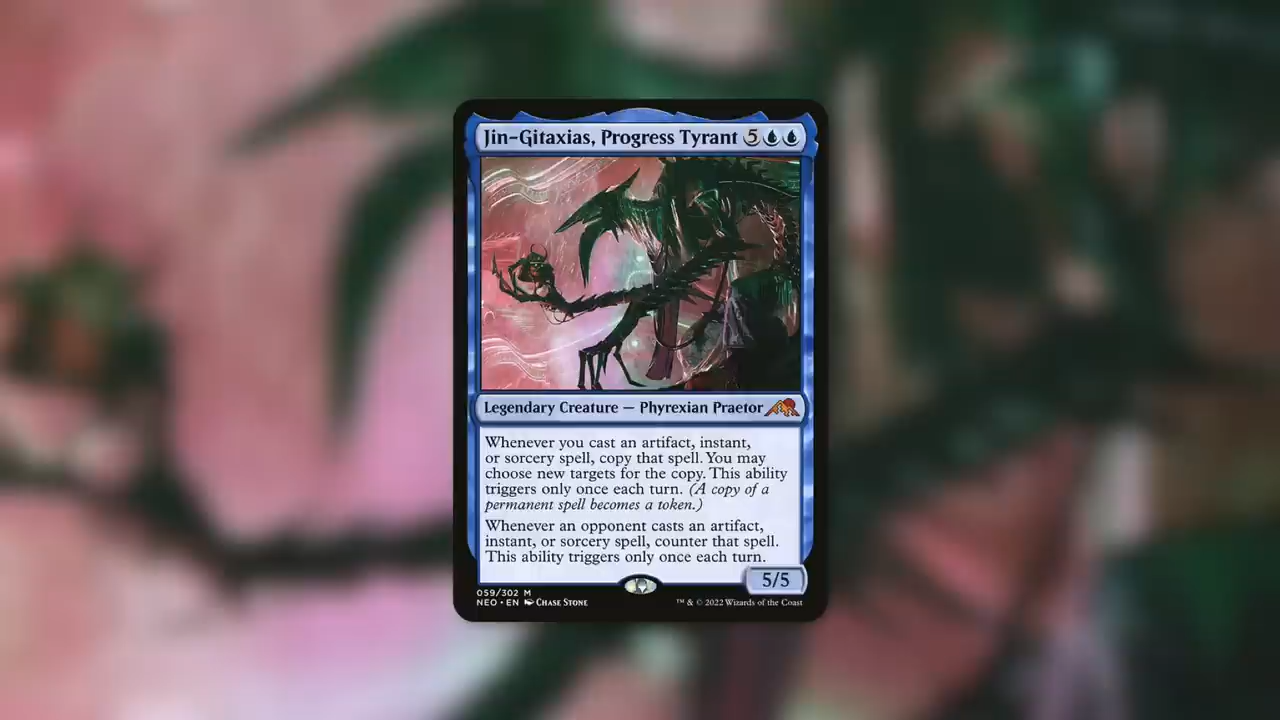 Jin-Gitaxias, Progress Tyrant 5
Legendary Creature — Phyrexian Praetor
Whenever you cast an artifact, instant,
or sorcery spell, copy that spell. You may
choose new targets for the copy. This ability
triggers only once each turn. (A copy of a
permanent spell becomes a token.)
Whenever an opponent casts an artifact,
instant, or sorcery spell, counter that spell.
This ability triggers only once each turn.
5/5
059/302 M
NEO • EN Chase Stone
™ & © 2022 Wizards of the Coast